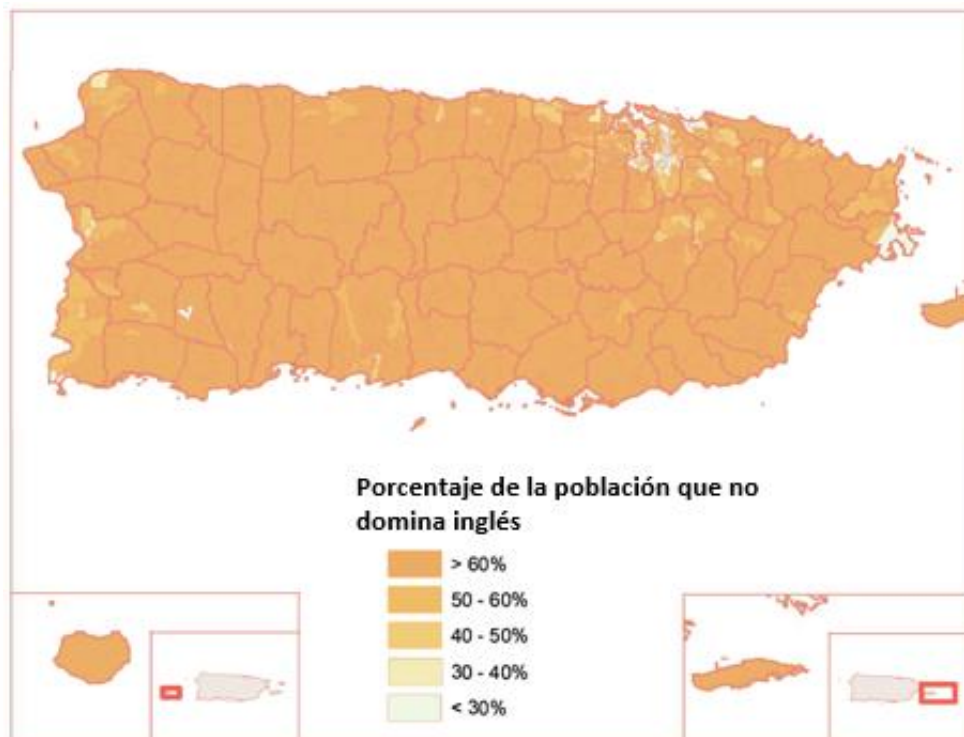 Porcentaje de la población que no
domina inglés
> 60%
50 - 60%
40 - 50%
30 - 40%
< 30%